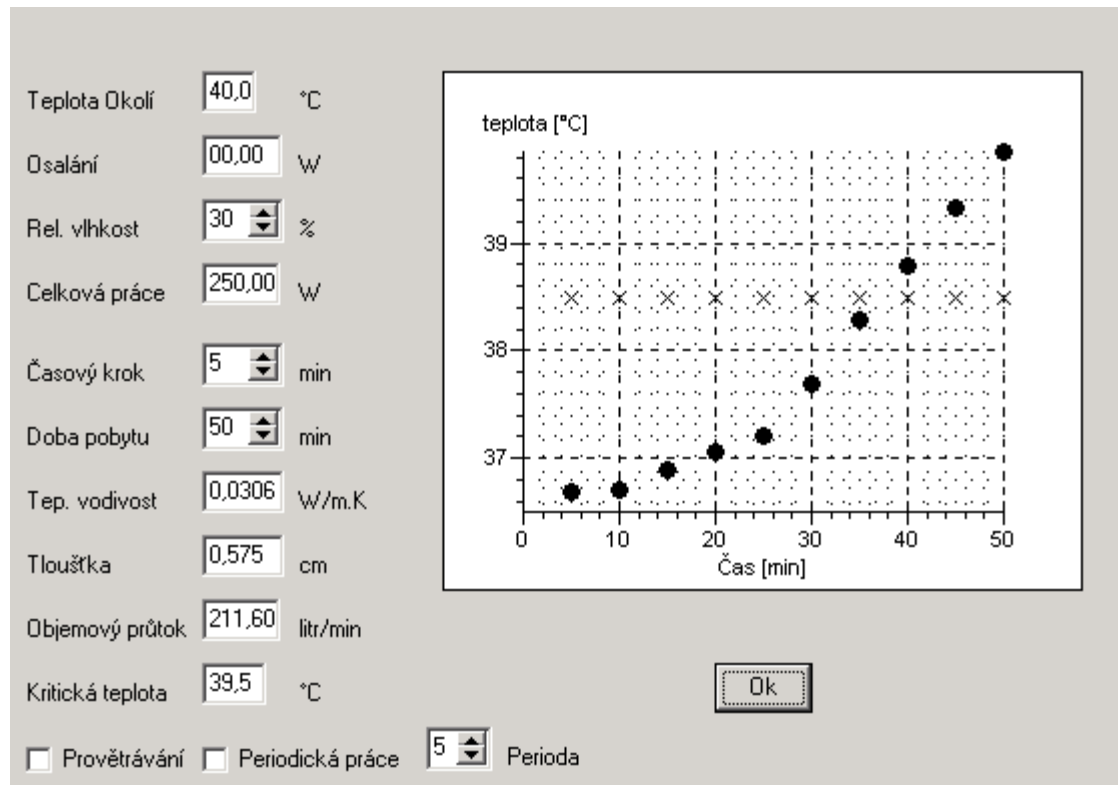 Teplota Okolí 40,0 °C
Osalání 00,00 W
Rel. vlhkost 30 %
Celková práce 250,00 W
Časový krok 5 min
Doba pobytu 50 min
Tep. vodivost 0,0306 W/m.K
Tloušťka 0,575 cm
Objemový průtok 211,60 litr/min
Kritická teplota 39,5 °C
Provětrávání Periodická práce 5 Perioda
teplota [°C]
39
38
37
0 10 20 30 40 50
Čas [min]
Ok